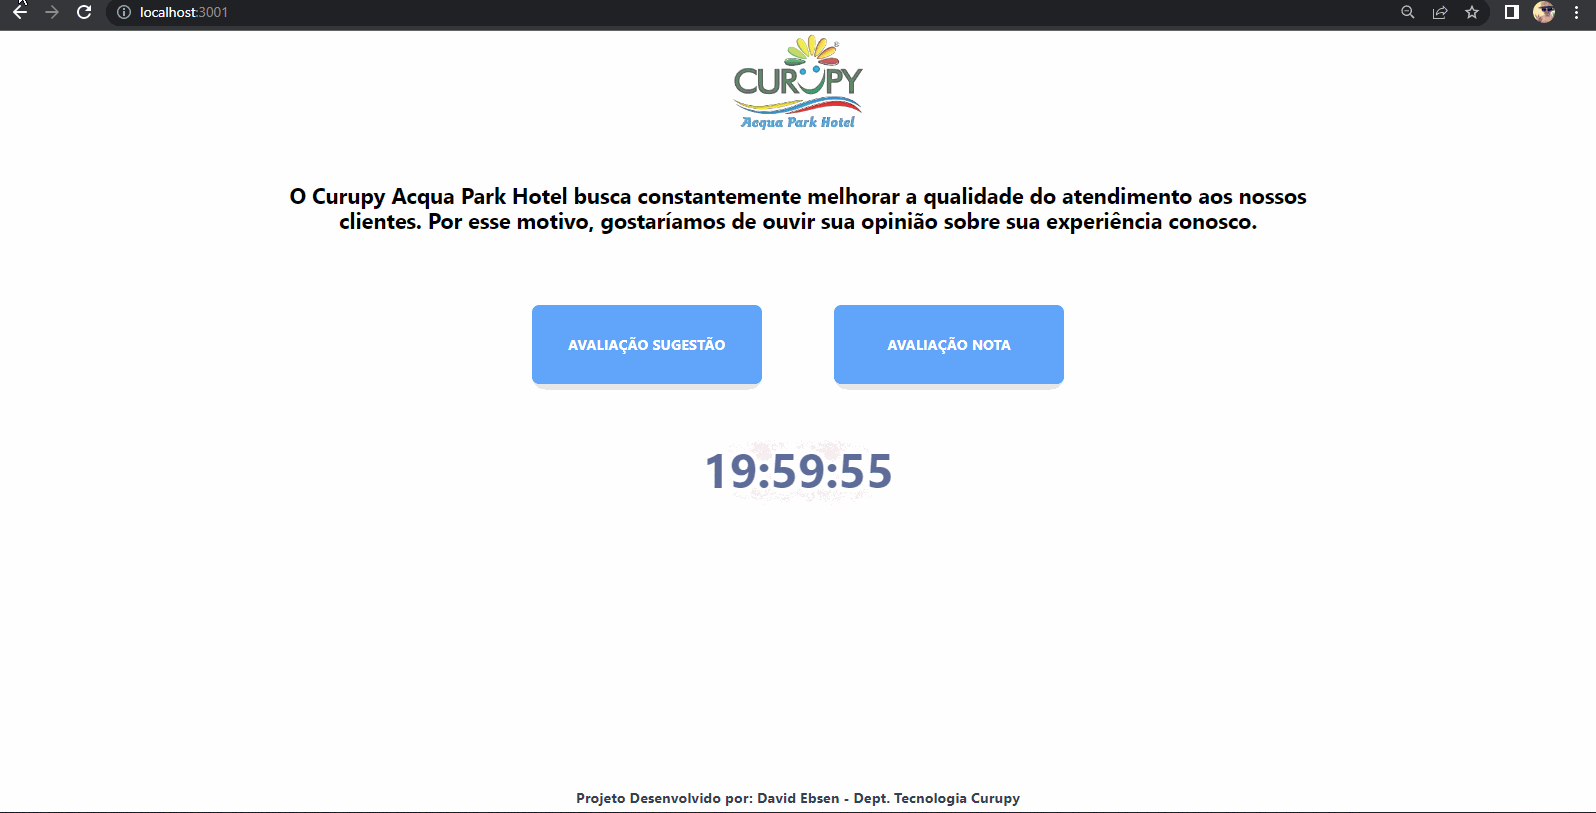 localhost:3001
CURUPY®
Acqua Park Hotel
O Curupy Acqua Park Hotel busca constantemente melhorar a qualidade do atendimento aos nossos
clientes. Por esse motivo, gostaríamos de ouvir sua opinião sobre sua experiência conosco.
AVALIAÇÃO SUGESTÃO
AVALIAÇÃO NOTA
19:59:55
Projeto Desenvolvido por: David Ebsen - Dept. Tecnologia Curupy